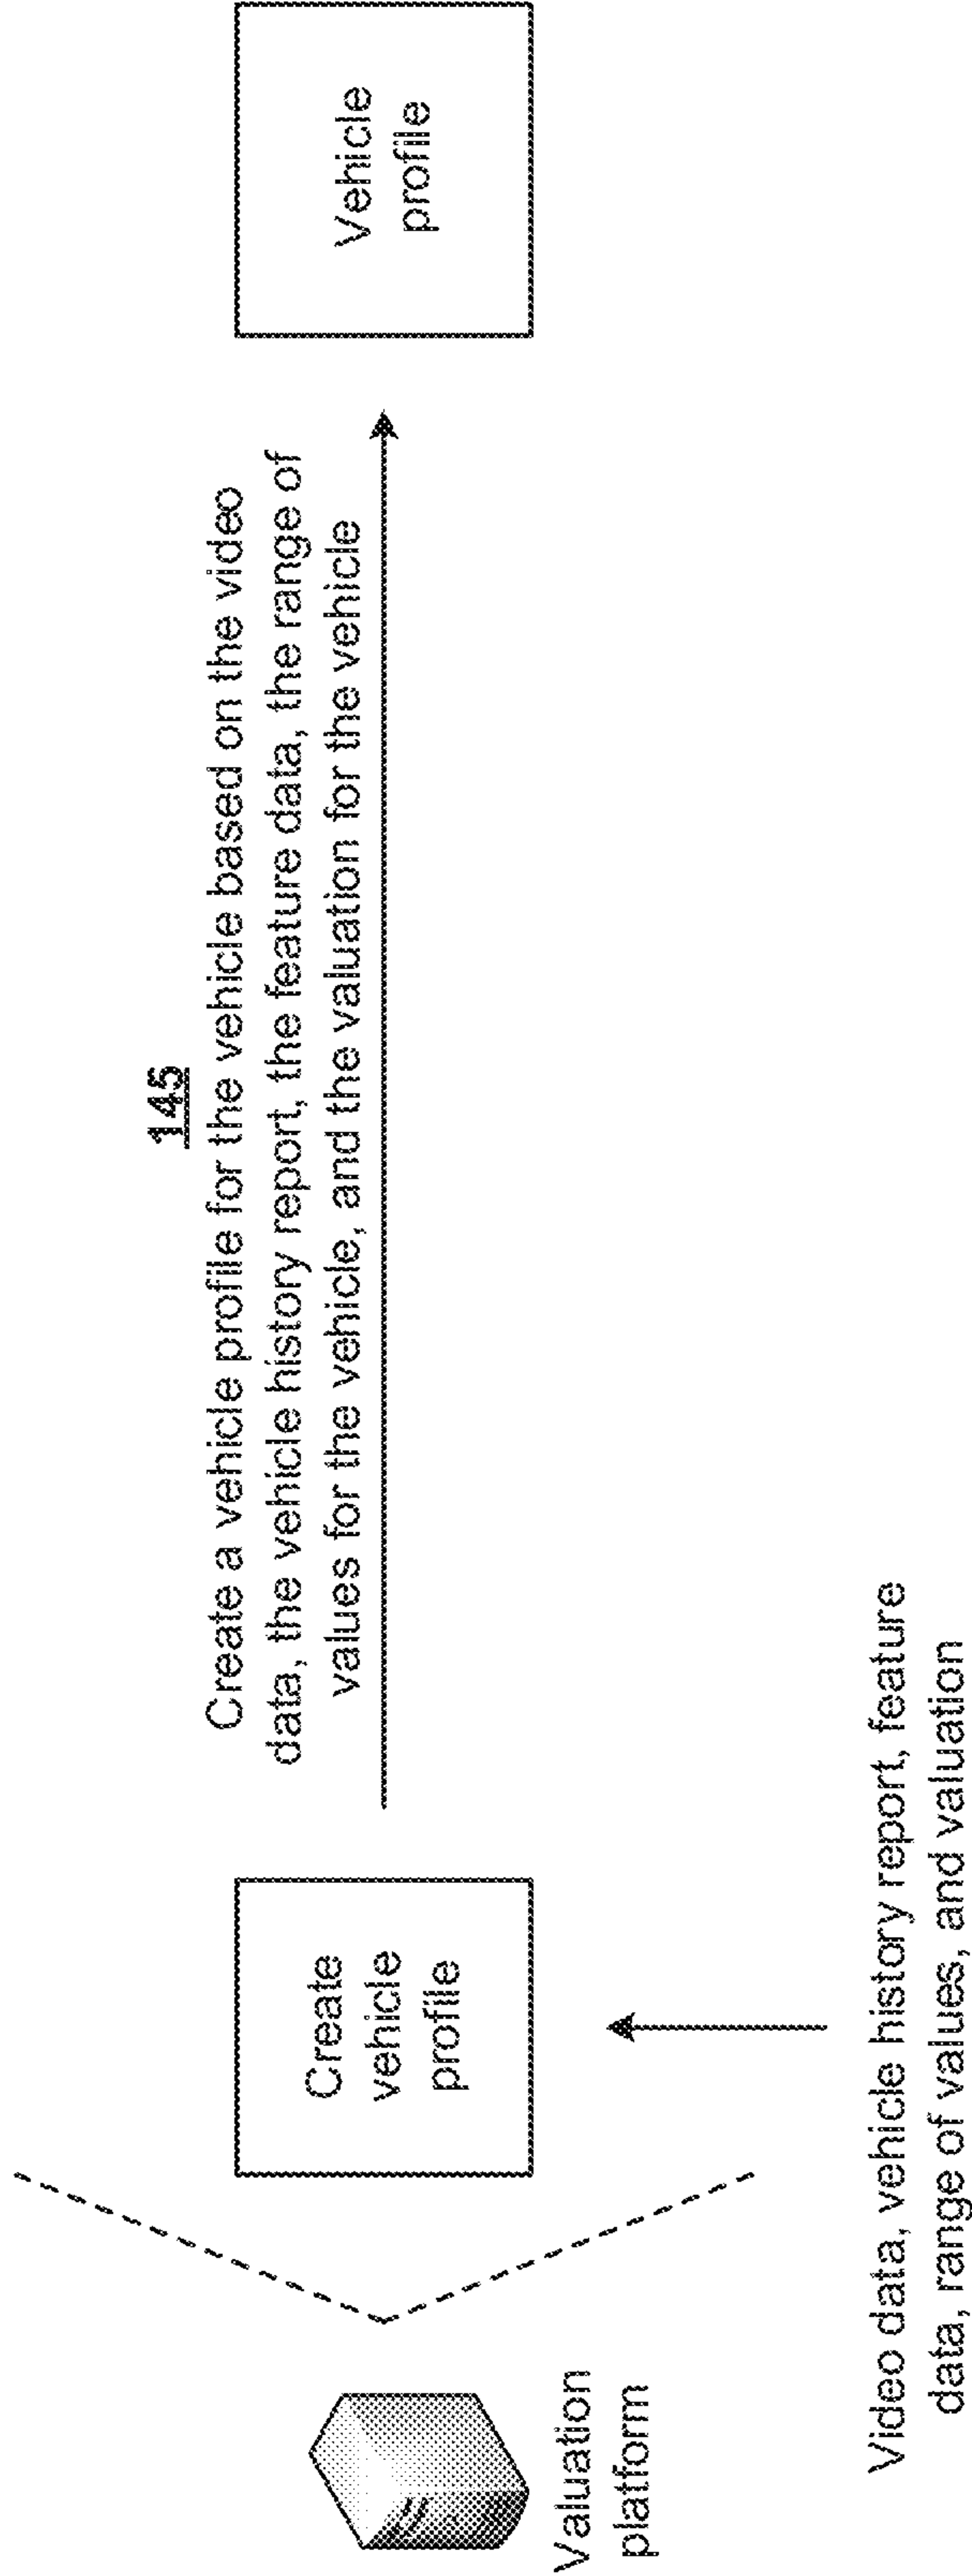 145
Create a vehicle profile for the vehicle based on the video
data, the vehicle history report, the feature data, the range of
values for the vehicle, and the valuation for the vehicle
Valuation
platform
Create
vehicle
profile
Vehicle
profile
Video data, vehicle history report, feature
data, range of values, and valuation